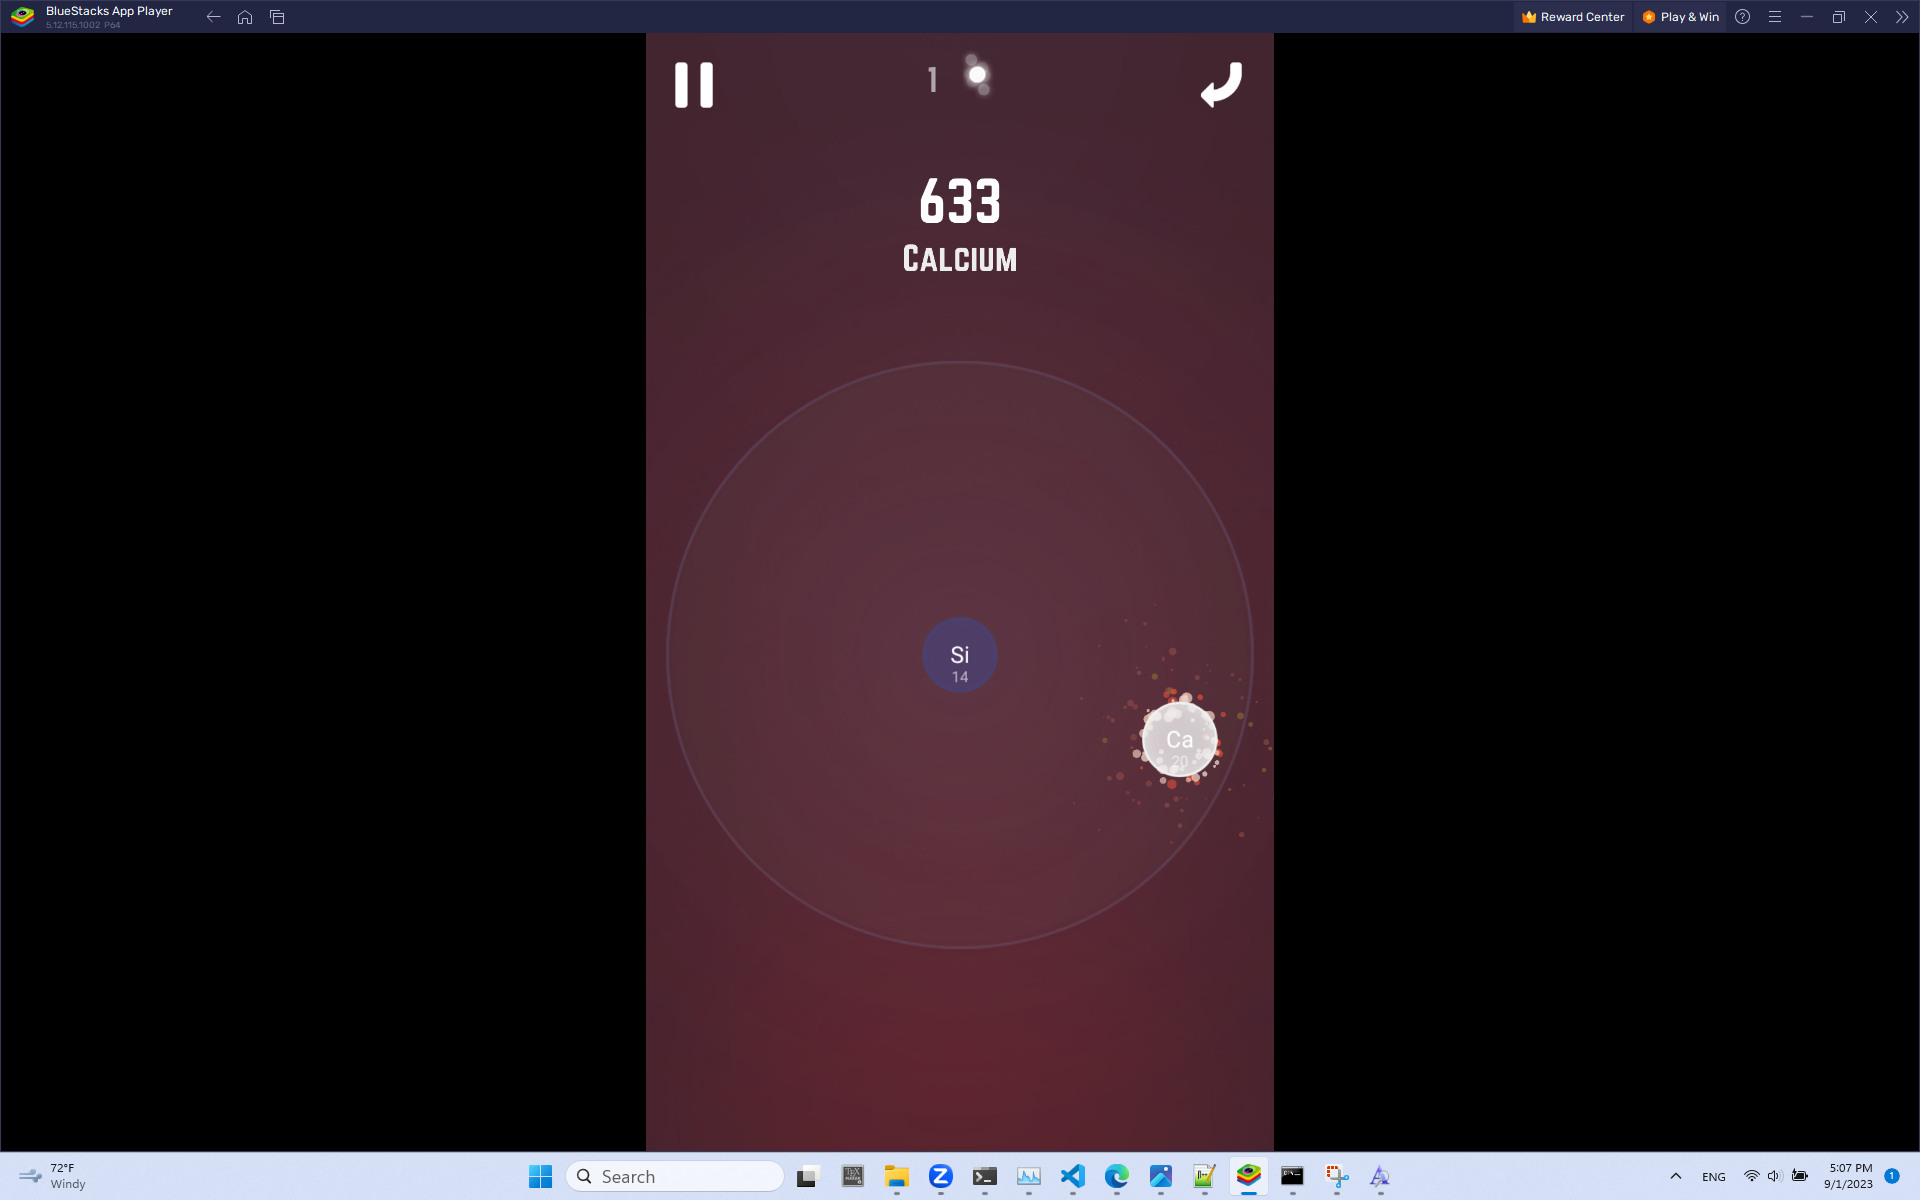 BlueStacks App Player
5.12.115.1002 P64
Reward Center
Play & Win
1
633
CALCIUM
Si
14
Ca
20
72°F
Windy
Search
ENG
5:07 PM
9/1/2023
1